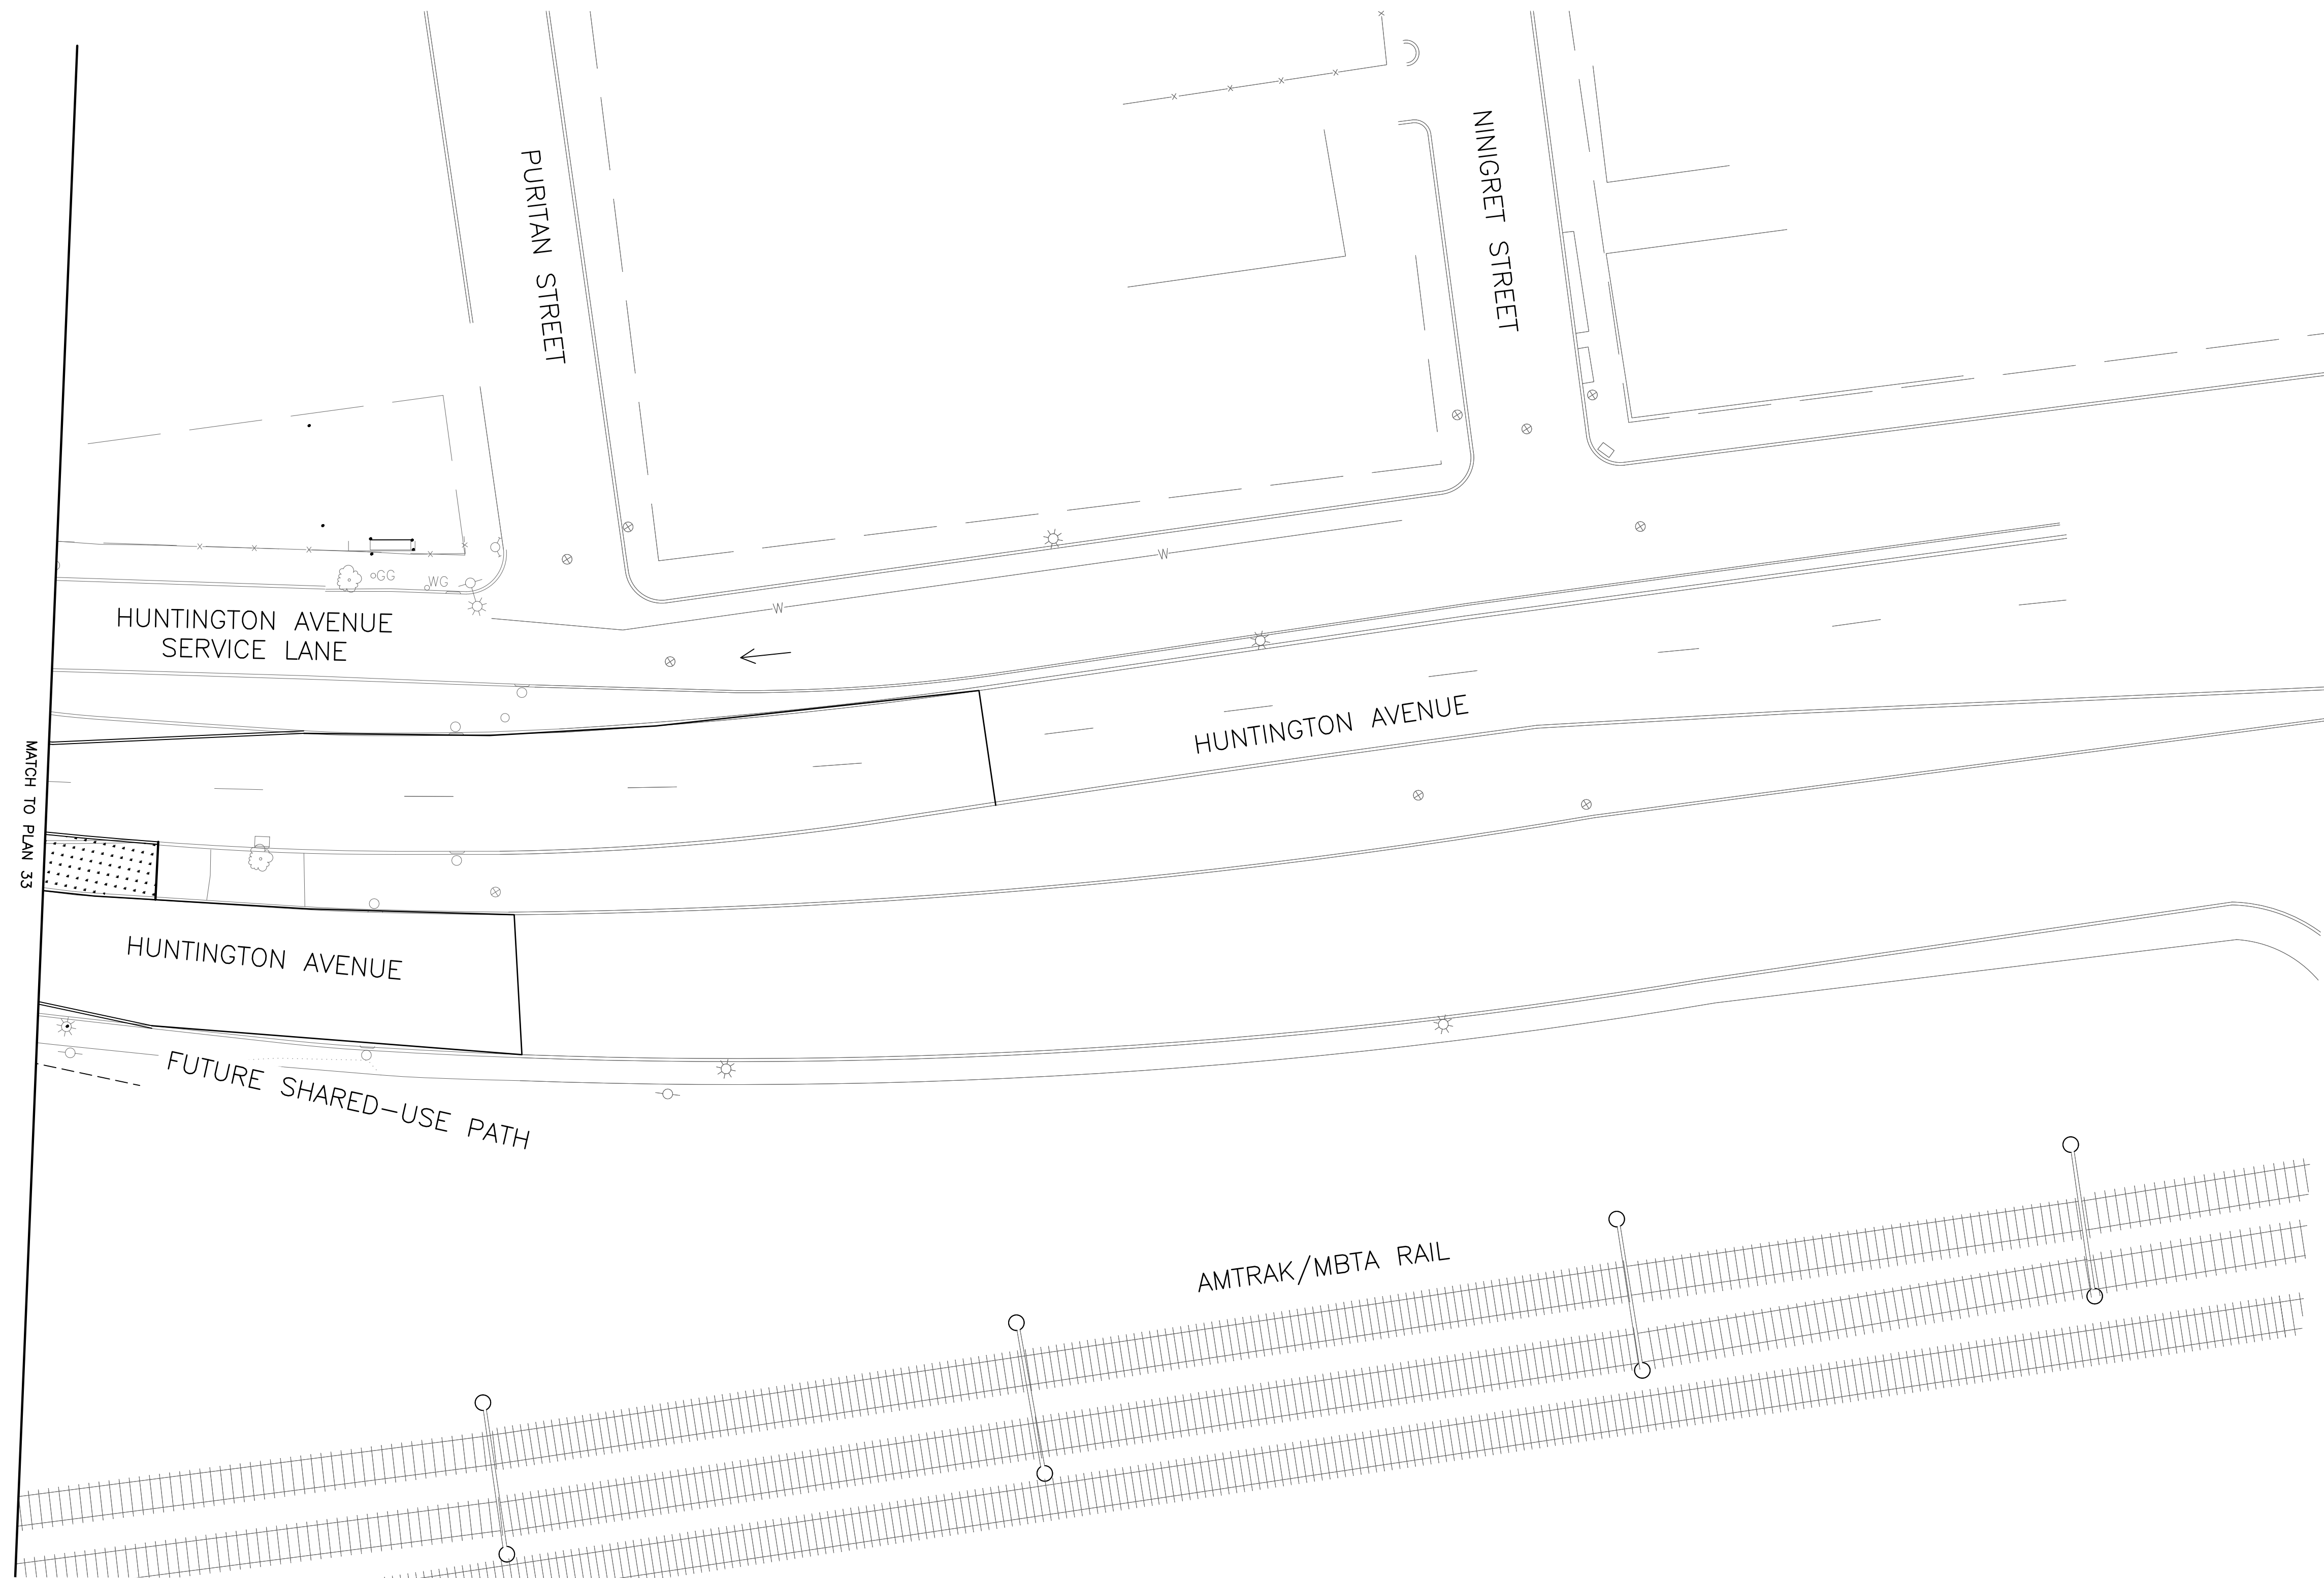 PURITAN STREET
NINIGRET STREET
GG
WG
HUNTINGTON AVENUE
SERVICE LANE
W
W
HUNTINGTON AVENUE
MATCH TO PLAN 33
HUNTINGTON AVENUE
FUTURE SHARED-USE PATH
AMTRAK/MBTA RAIL